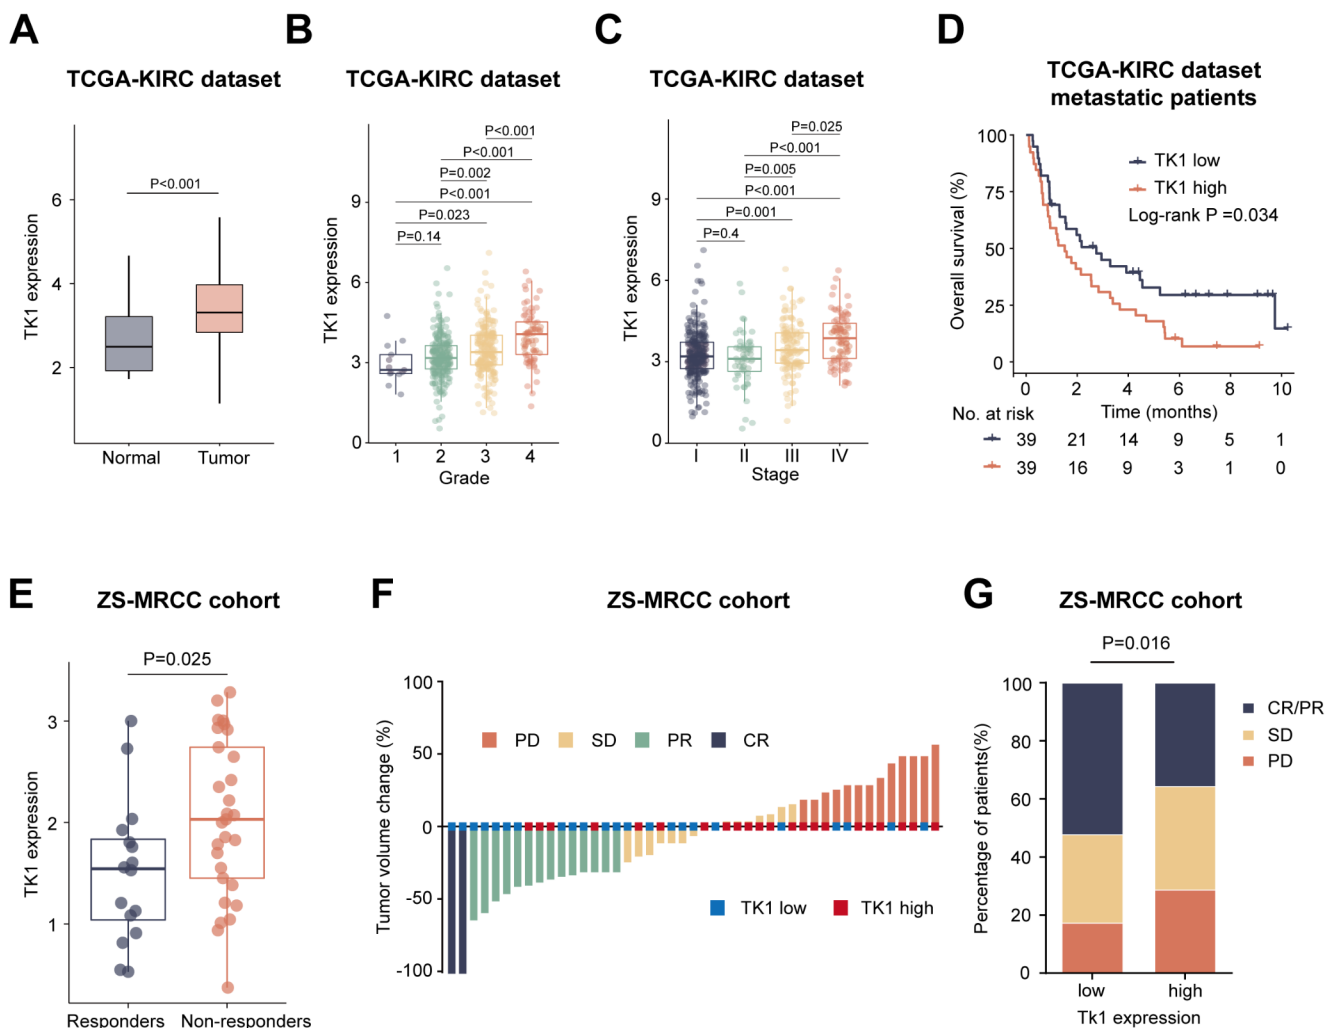 A
TCGA-KIRC dataset
TK1 expression
6
4
2
P<0.001
Normal
Tumor
B
TCGA-KIRC dataset
TK1 expression
9
6
3
0
P<0.001
P<0.001
P=0.002
P<0.001
P=0.023
P=0.14
1
2
3
4
Grade
C
TCGA-KIRC dataset
TK1 expression
9
6
3
0
P=0.025
P<0.001
P=0.005
P<0.001
P=0.001
P=0.4
I
II
III
IV
Stage
D
TCGA-KIRC dataset
metastatic patients
Overall survival (%)
100
75
50
25
0
TK1 low
TK1 high
Log-rank P =0.034
0 2 4 6 8 10
Time (months)
No. at risk
39 21 14 9 5 1
39 16 9 3 1 0
E
ZS-MRCC cohort
TK1 expression
3
2
1
P=0.025
Responders
Non-responders
F
ZS-MRCC cohort
Tumor volume change (%)
100
50
0
-50
-100
PD
SD
PR
CR
TK1 low
TK1 high
G
ZS-MRCC cohort
P=0.016
Percentage of patients(%)
100
80
60
40
20
0
CR/PR
SD
PD
low
high
Tk1 expression